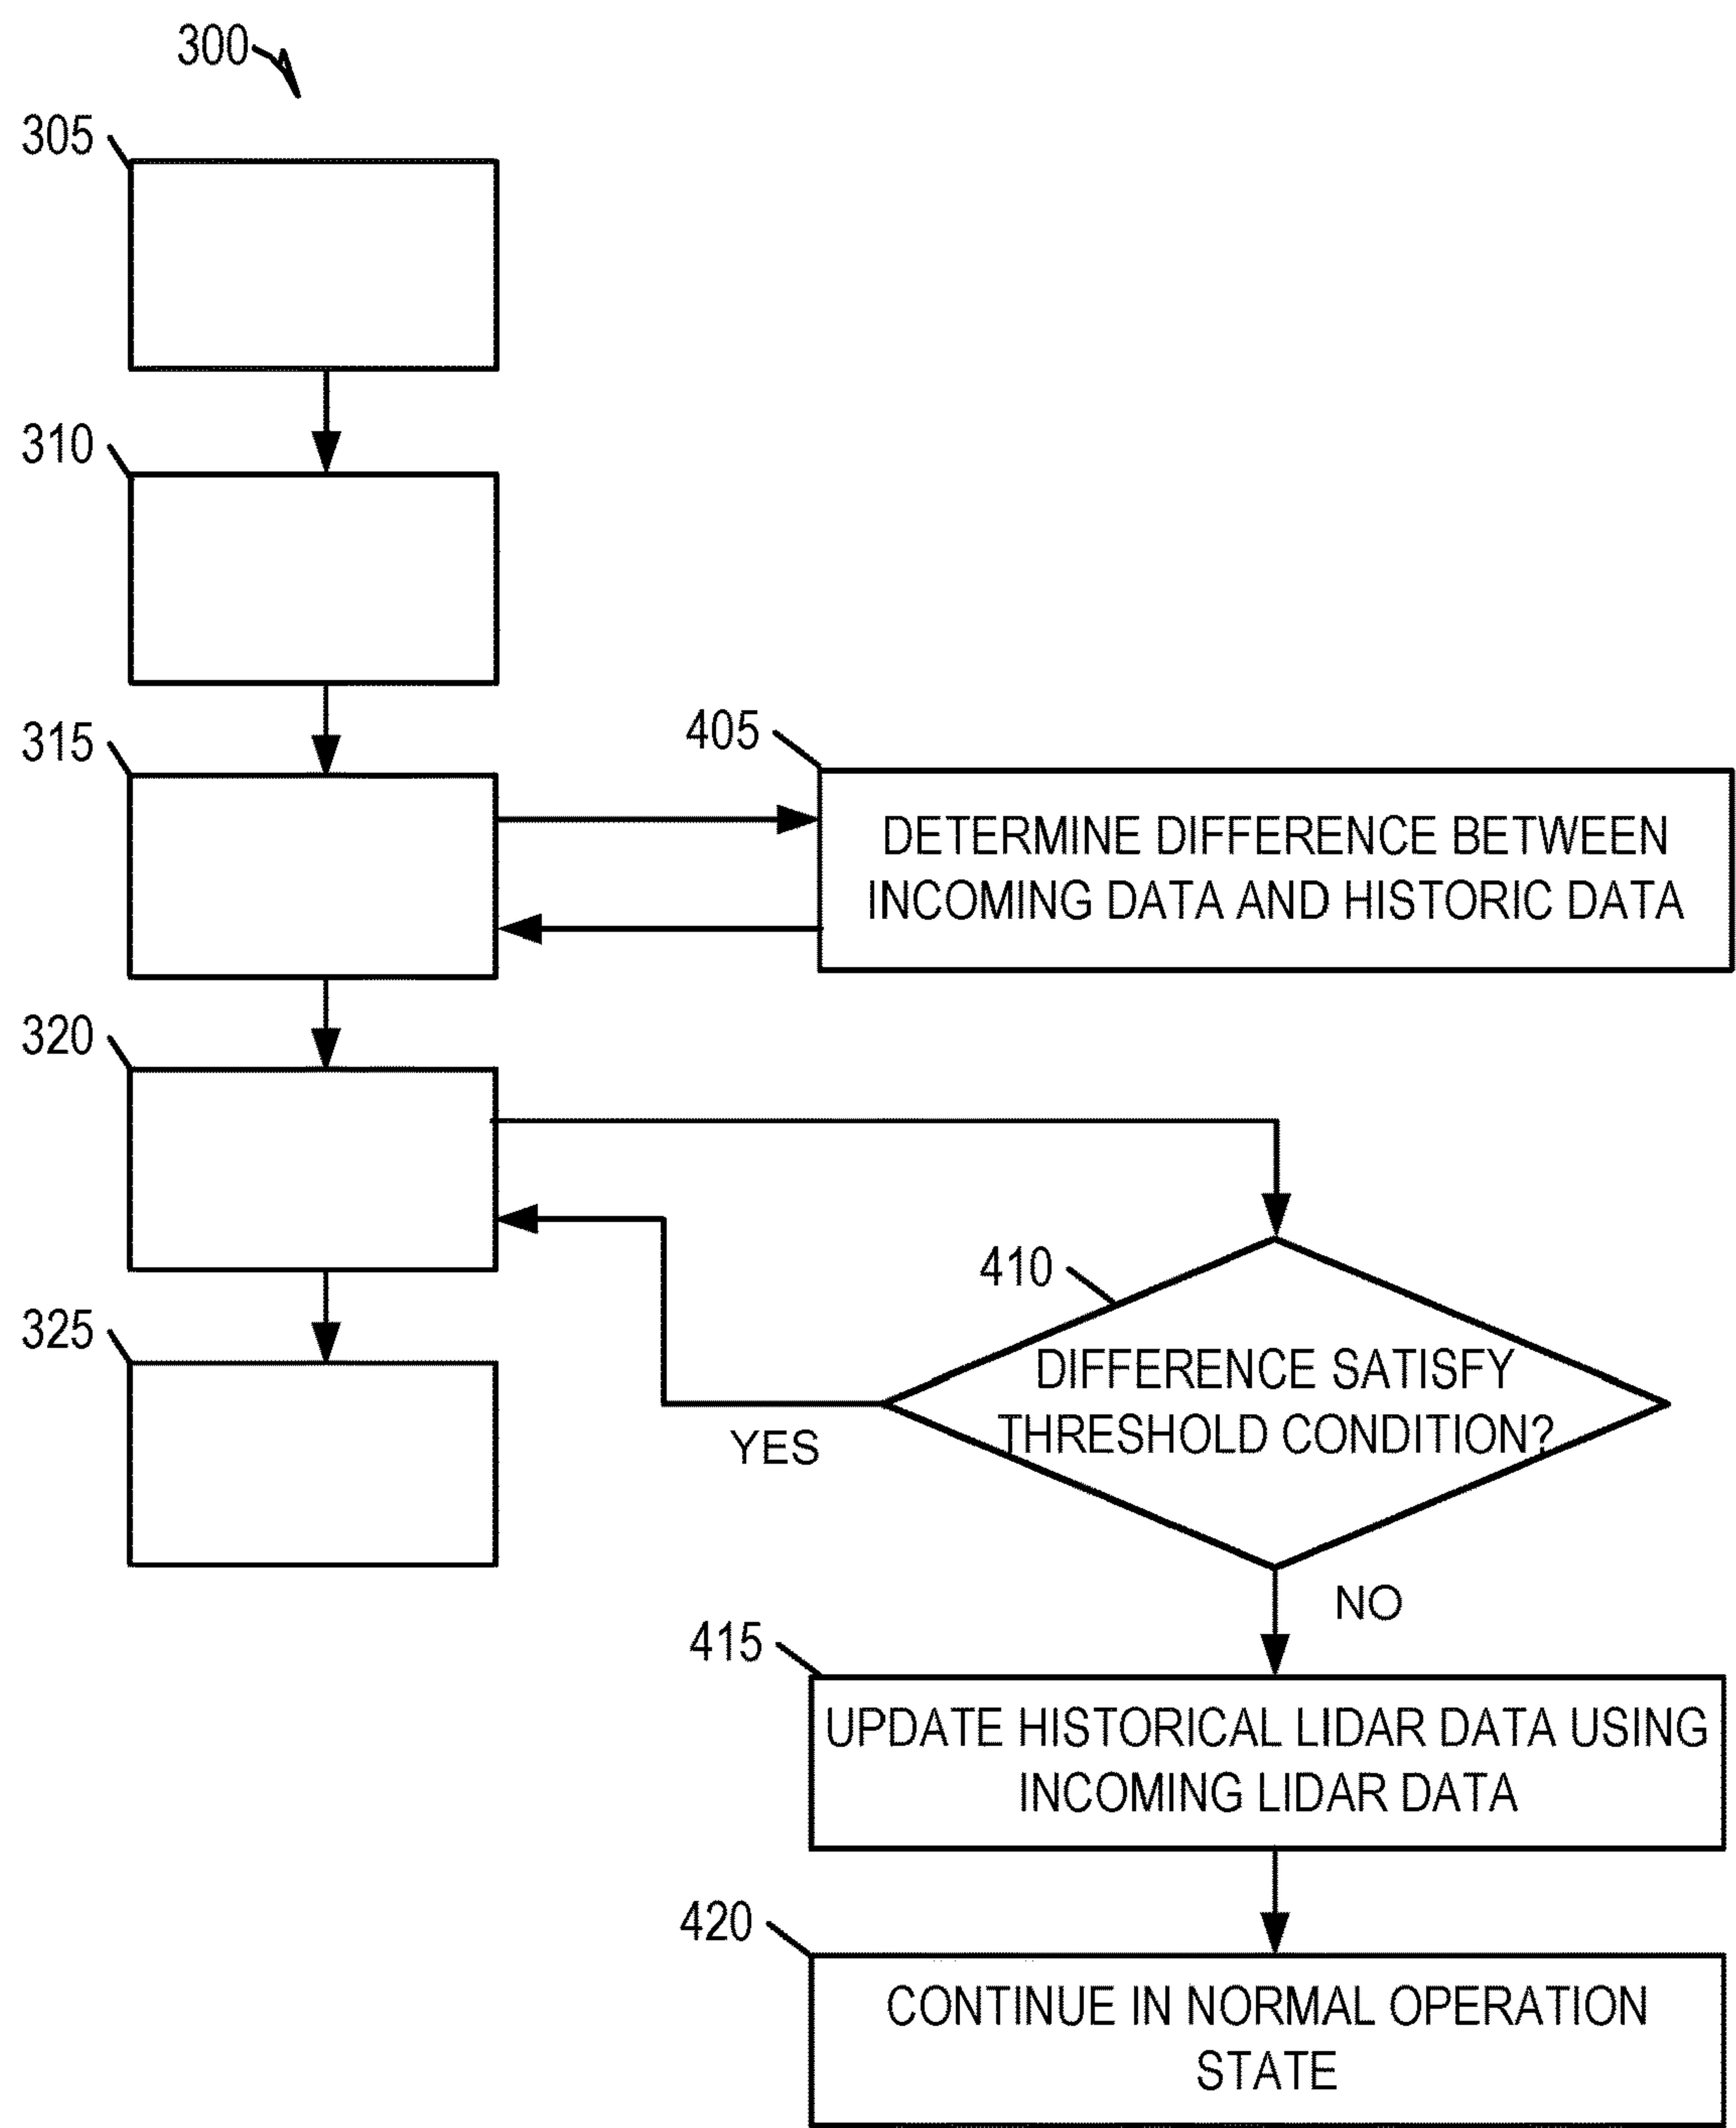 300
305
310
315
405
DETERMINE DIFFERENCE BETWEEN
INCOMING DATA AND HISTORIC DATA
320
410
325
DIFFERENCE SATISFY
THRESHOLD CONDITION?
YES
NO
415
UPDATE HISTORICAL LIDAR DATA USING
INCOMING LIDAR DATA
420
CONTINUE IN NORMAL OPERATION
STATE